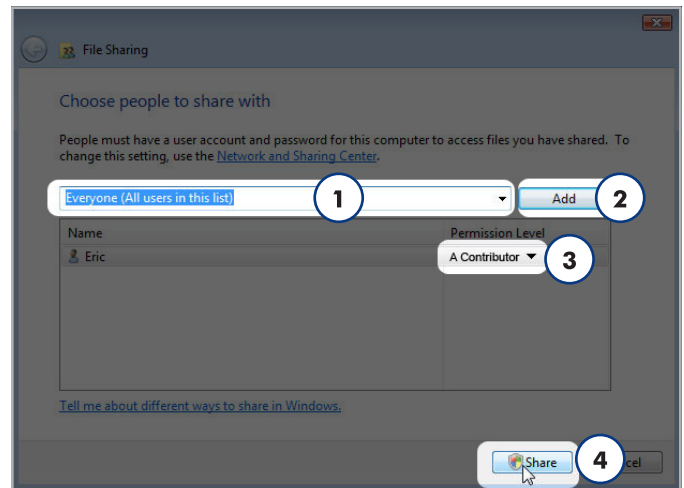 File Sharing
Choose people to share with
People must have a user account and password for this computer to access files you have shared. To
change this setting, use the Network and Sharing Center.
Everyone (All users in this list)
1
Add
2
Name
Permission Level
Eric
A Contributor
3
Tell me about different ways to share in Windows.
Share
4
cel